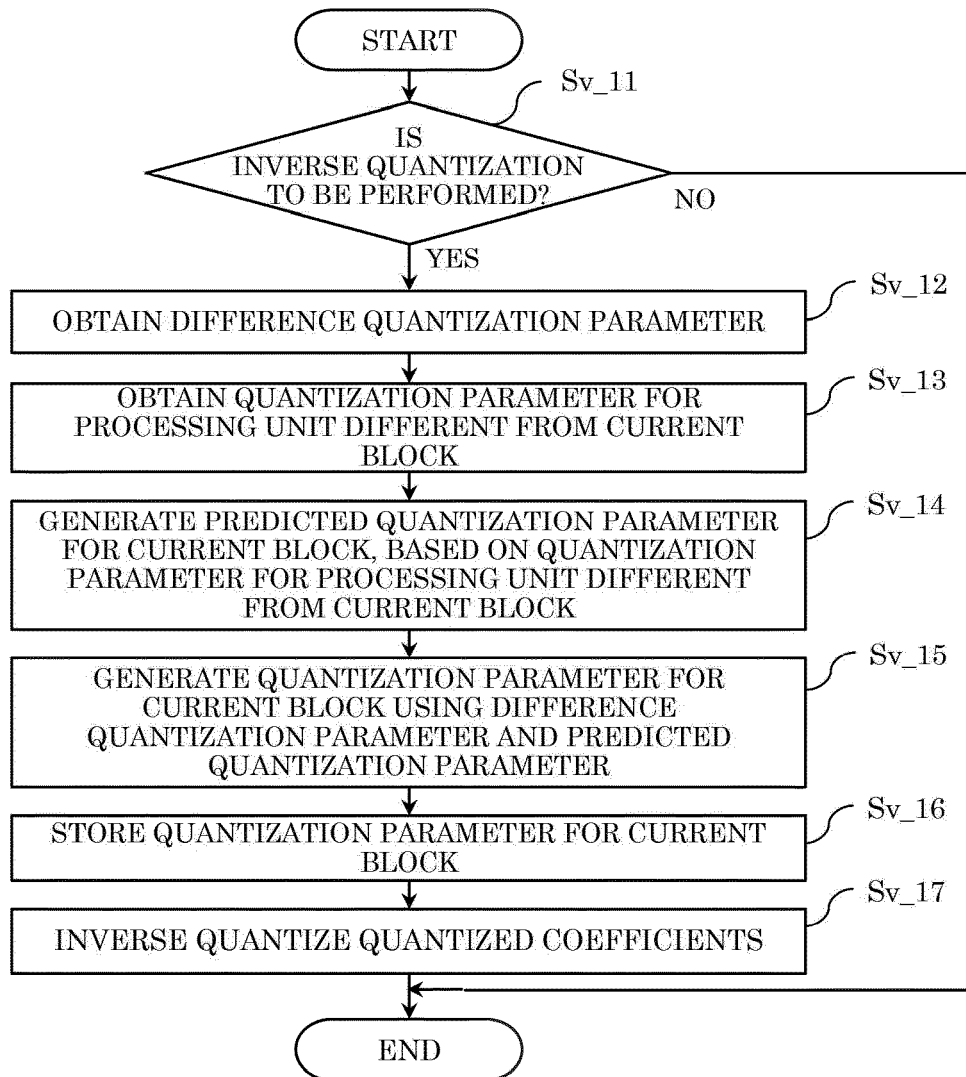 START
Sv_11
IS
INVERSE QUANTIZATION
TO BE PERFORMED?
NO
YES
Sv_12
OBTAIN DIFFERENCE QUANTIZATION PARAMETER
Sv_13
OBTAIN QUANTIZATION PARAMETER FOR
PROCESSING UNIT DIFFERENT FROM CURRENT
BLOCK
Sv_14
GENERATE PREDICTED QUANTIZATION PARAMETER
FOR CURRENT BLOCK, BASED ON QUANTIZATION
PARAMETER FOR PROCESSING UNIT DIFFERENT
FROM CURRENT BLOCK
Sv_15
GENERATE QUANTIZATION PARAMETER FOR
CURRENT BLOCK USING DIFFERENCE
QUANTIZATION PARAMETER AND PREDICTED
QUANTIZATION PARAMETER
Sv_16
STORE QUANTIZATION PARAMETER FOR CURRENT
BLOCK
Sv_17
INVERSE QUANTIZE QUANTIZED COEFFICIENTS
END